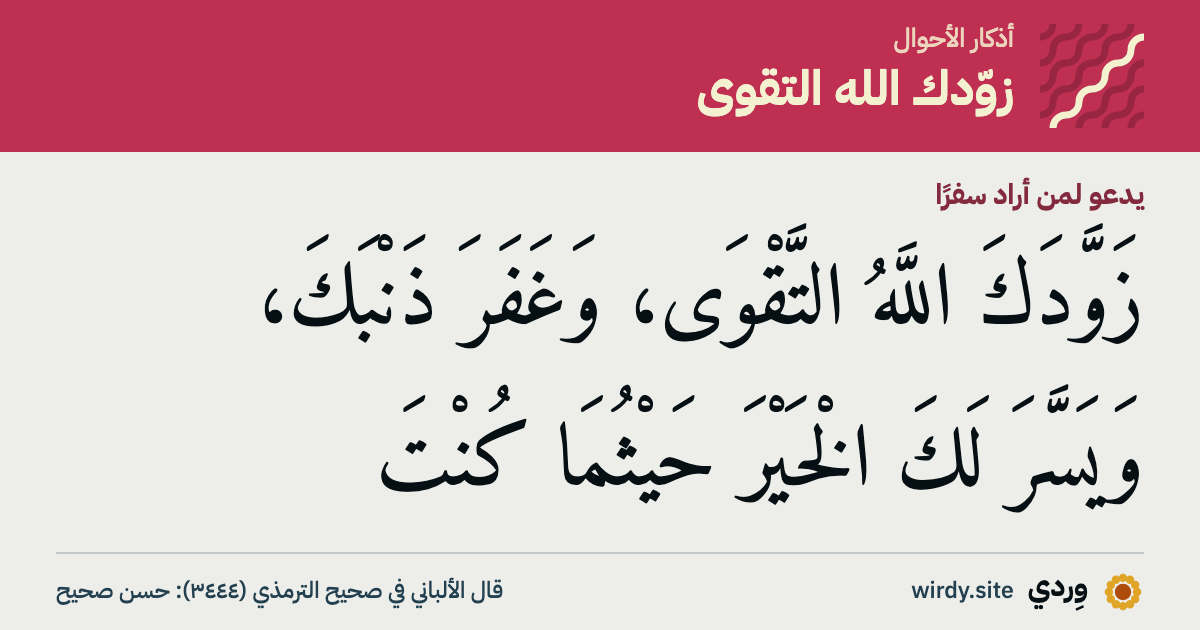 أذكار الأحوال
زوّدك الله التقوى
يدعو لمن أراد سفرًا
زَوَّدَكَ اللَّهُ التَّقْوَى، وَغَفَرَ ذَنْبَكَ،
وَيَسَّرَ لَكَ الْخَيْرَ حَيْثُمَا كُنْتَ
وِردي wirdy.site
قال الألباني في صحيح الترمذي (٣٤٤٤): حسن صحيح